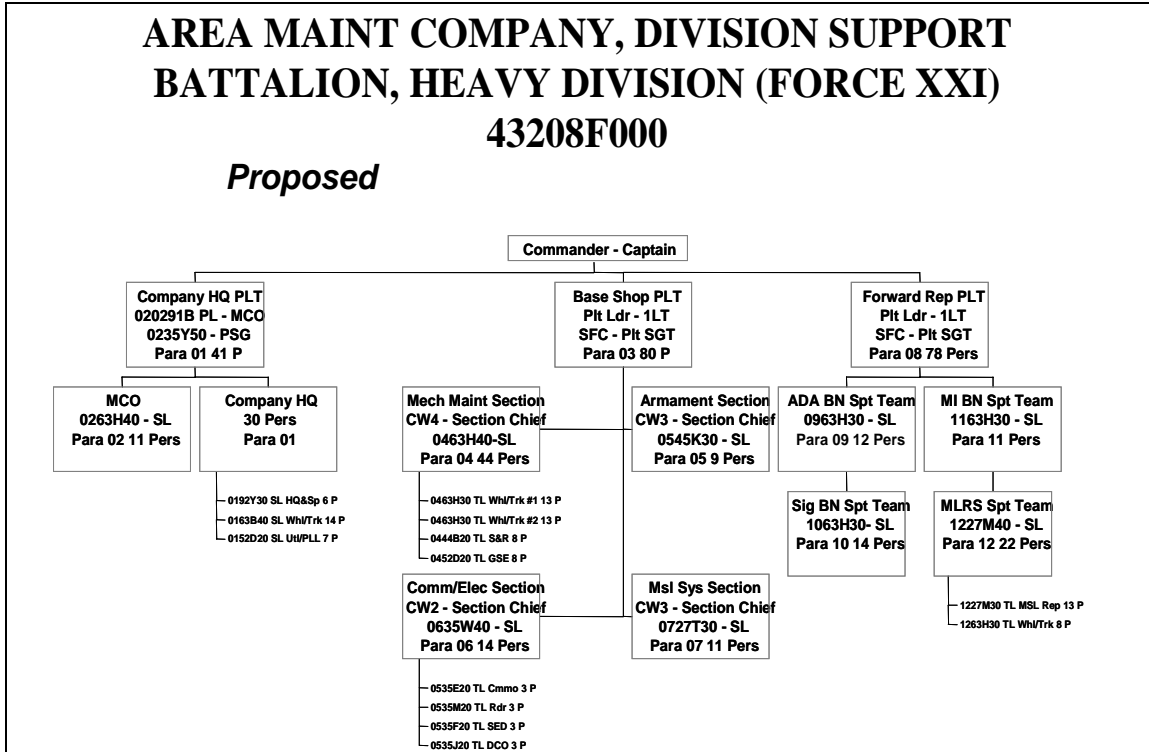 AREA MAINT COMPANY, DIVISION SUPPORT
BATTALION, HEAVY DIVISION (FORCE XXI)
43208F000
Proposed
Commander - Captain
Company HQ PLT
020291B PL - MCO
0235Y50 - PSG
Para 01 41 P
Base Shop PLT
Plt Ldr - 1LT
SFC - Plt SGT
Para 03 80 P
Forward Rep PLT
Plt Ldr - 1LT
SFC - Plt SGT
Para 08 78 Pers
MCO
0263H40 - SL
Para 02 11 Pers
Company HQ
30 Pers
Para 01
0192Y30 SL HQ&Sp 6 P
0163B40 SL Whl/Trk 14 P
0152D20 SL Utl/PLL 7 P
Mech Maint Section
CW4 - Section Chief
0463H40-SL
Para 04 44 Pers
0463H30 TL Whl/Trk #1 13 P
0463H30 TL Whl/Trk #2 13 P
0444B20 TL S&R 8 P
0452D20 TL GSE 8 P
Armament Section
CW3 - Section Chief
0545K30 - SL
Para 05 9 Pers
Comm/Elec Section
CW2 - Section Chief
0635W40 - SL
Para 06 14 Pers
0535E20 TL Cmmo 3 P
0535M20 TL Rdr 3 P
0535F20 TL SED 3 P
0535J20 TL DCO 3 P
Msl Sys Section
CW3 - Section Chief
0727T30 - SL
Para 07 11 Pers
ADA BN Spt Team
0963H30 - SL
Para 09 12 Pers
Sig BN Spt Team
1063H30- SL
Para 10 14 Pers
MI BN Spt Team
1163H30 - SL
Para 11 Pers
MLRS Spt Team
1227M40 - SL
Para 12 22 Pers
1227M30 TL MSL Rep 13 P
1263H30 TL Whl/Trk 8 P